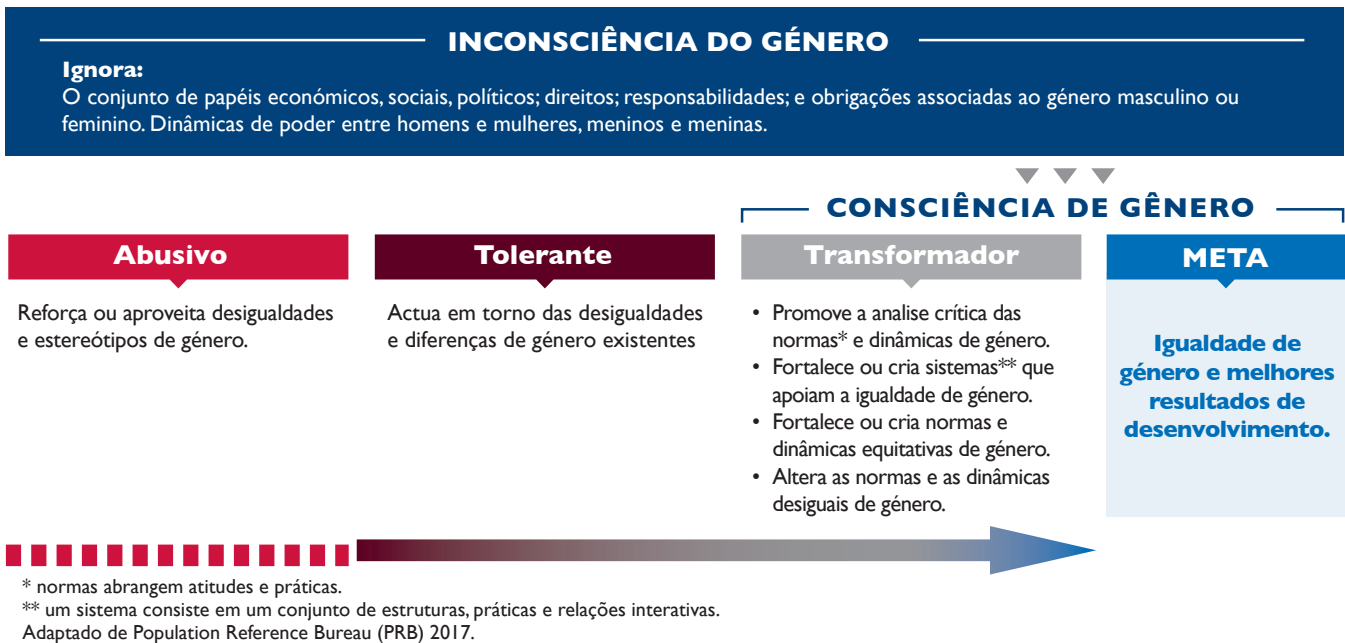 INCONSCIÊNCIA DO GÉNERO
Ignora:
O conjunto de papéis económicos, sociais, políticos; direitos; responsabilidades; e obrigações associadas ao género masculino ou
feminino. Dinâmicas de poder entre homens e mulheres, meninos e meninas.
CONSCIÊNCIA DE GÊNERO
Abusivo
Reforça ou aproveita desigualdades
e estereótipos de género.
Tolerante
Actua em torno das desigualdades
e diferenças de género existentes
Transformador
• Promove a analise crítica das
normas* e dinâmicas de género.
• Fortalece ou cria sistemas** que
apoiam a igualdade de género.
• Fortalece ou cria normas e
dinâmicas equitativas de género.
• Altera as normas e as dinâmicas
desiguais de género.
META
Igualdade de
género e melhores
resultados de
desenvolvimento.
* normas abrangem atitudes e práticas.
** um sistema consiste em um conjunto de estruturas, práticas e relações interativas.
Adaptado de Population Reference Bureau (PRB) 2017.